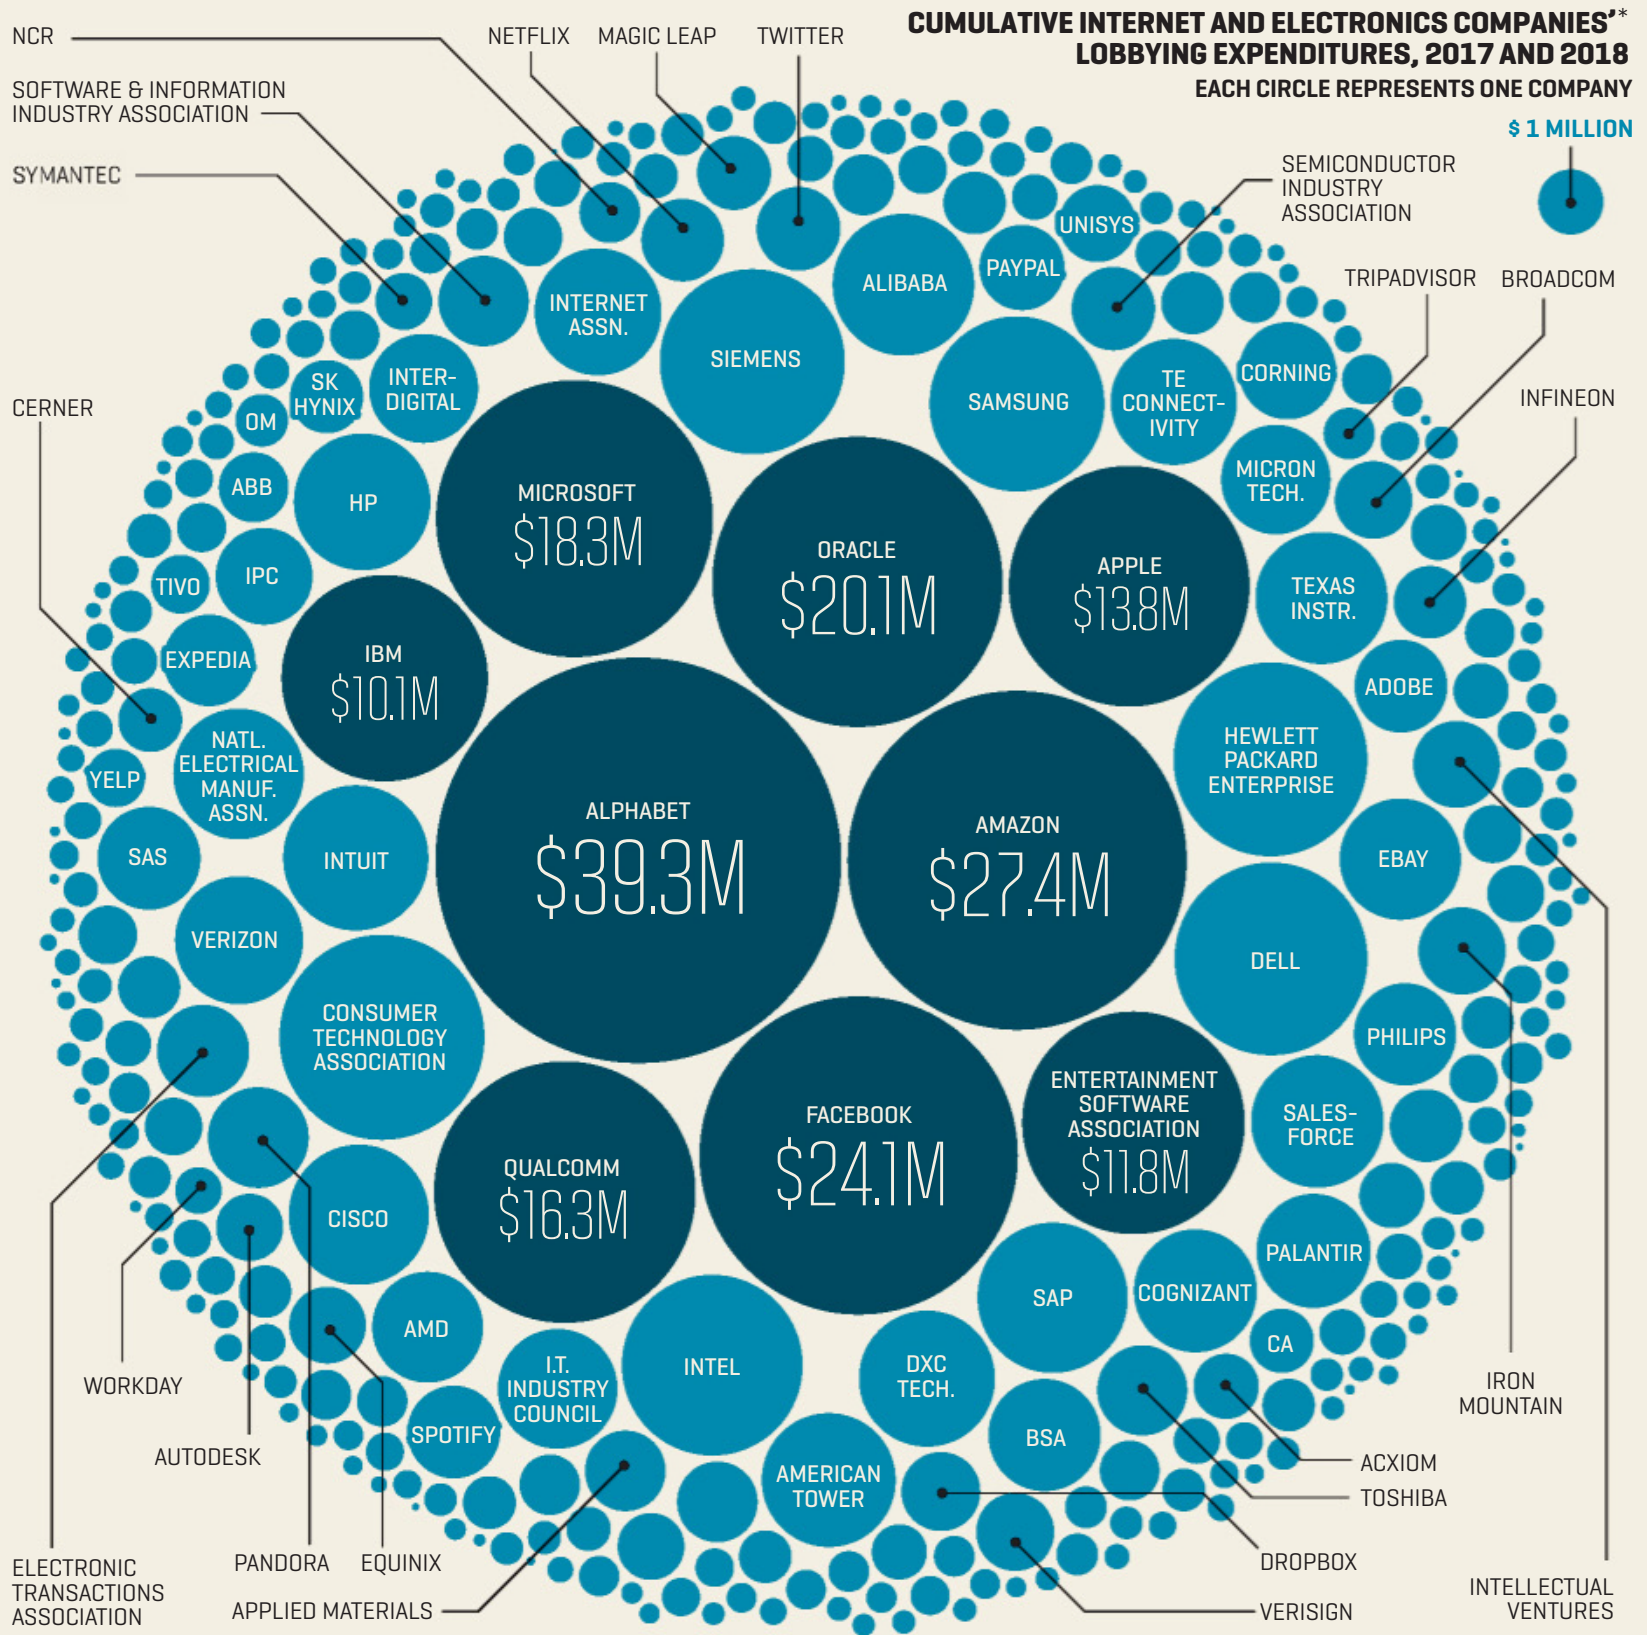 CUMULATIVE INTERNET AND ELECTRONICS COMPANIES’*
LOBBYING EXPENDITURES, 2017 AND 2018
EACH CIRCLE REPRESENTS ONE COMPANY
$ 1 MILLION
NCR
NETFLIX
MAGIC LEAP
TWITTER
SOFTWARE & INFORMATION
INDUSTRY ASSOCIATION
SYMANTEC
SEMICONDUCTOR
INDUSTRY
ASSOCIATION
TRIPADVISOR
BROADCOM
INFINEON
CERNER
UNISYS
PAYPAL
ALIBABA
INTERNET
ASSN.
SIEMENS
SAMSUNG
TE
CONNECT-
IVITY
CORNING
SK
HYNIX
INTER-
DIGITAL
OM
ABB
HP
MICROSOFT
$18.3M
ORACLE
$20.1M
APPLE
$13.8M
MICRON
TECH.
TEXAS
INSTR.
TIVO
IPC
EXPEDIA
IBM
$10.1M
ADOBE
NATL.
ELECTRICAL
MANUF.
ASSN.
YELP
HEWLETT
PACKARD
ENTERPRISE
ALPHABET
$39.3M
AMAZON
$27.4M
SAS
INTUIT
EBAY
VERIZON
DELL
CONSUMER
TECHNOLOGY
ASSOCIATION
PHILIPS
ENTERTAINMENT
SOFTWARE
ASSOCIATION
$11.8M
FACEBOOK
$24.1M
QUALCOMM
$16.3M
SALES-
FORCE
CISCO
PALANTIR
SAP
COGNIZANT
AMD
CA
I.T.
INDUSTRY
COUNCIL
INTEL
DXC
TECH.
SPOTIFY
BSA
AMERICAN
TOWER
WORKDAY
AUTODESK
ELECTRONIC
TRANSACTIONS
ASSOCIATION
PANDORA
EQUINIX
APPLIED MATERIALS
IRON
MOUNTAIN
ACXIOM
TOSHIBA
DROPBOX
VERISIGN
INTELLECTUAL
VENTURES